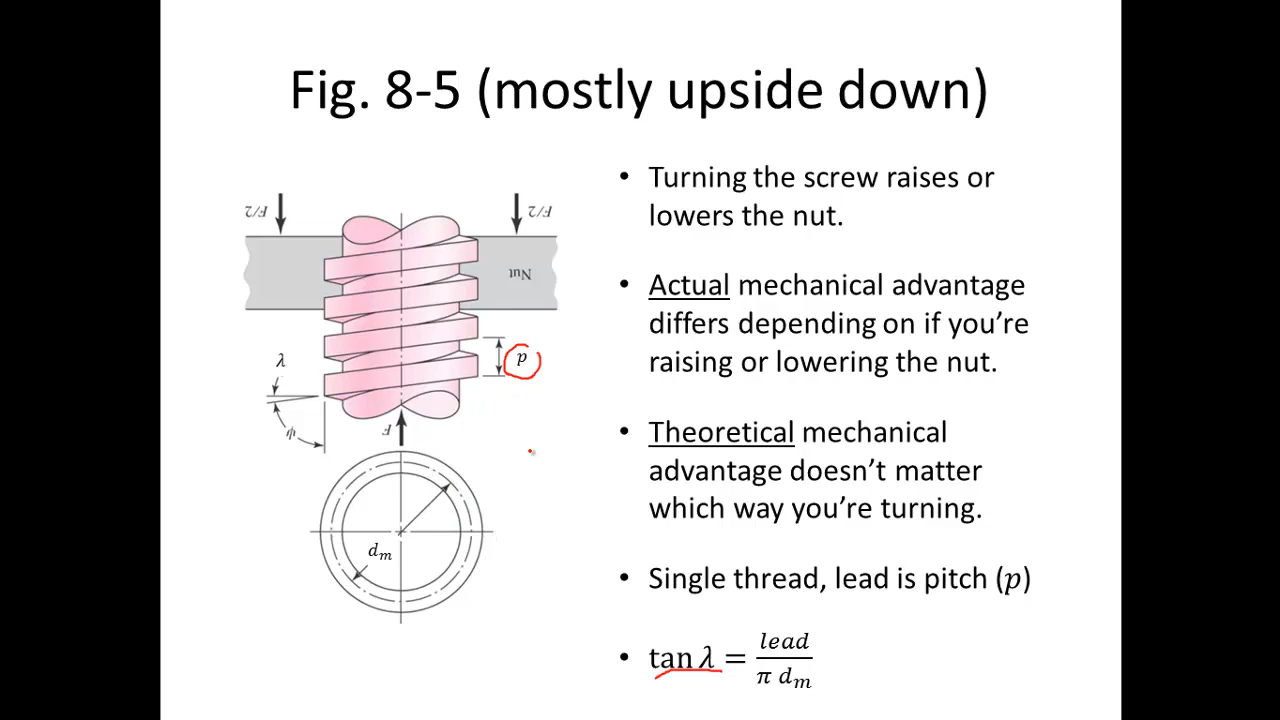 Fig. 8-5 (mostly upside down)
F/2
F/2
Nut
p
λ
ψ
F
d_m
• Turning the screw raises or
lowers the nut.
• Actual mechanical advantage
differs depending on if you’re
raising or lowering the nut.
• Theoretical mechanical
advantage doesn’t matter
which way you’re turning.
• Single thread, lead is pitch (p)
• tan λ = lead / π d_m